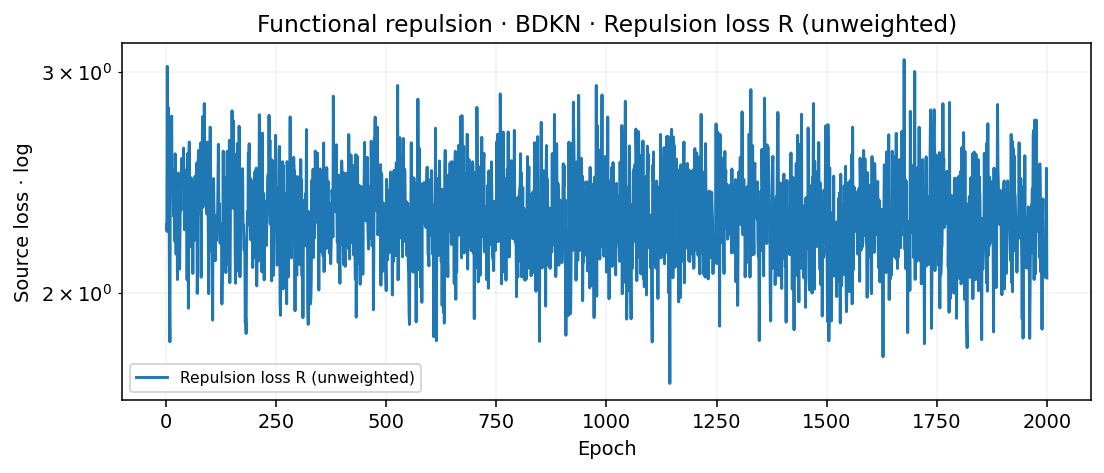 Functional repulsion · BDKN · Repulsion loss R (unweighted)
Source loss · log
3 × 10⁰
2 × 10⁰
Repulsion loss R (unweighted)
0 250 500 750 1000 1250 1500 1750 2000
Epoch